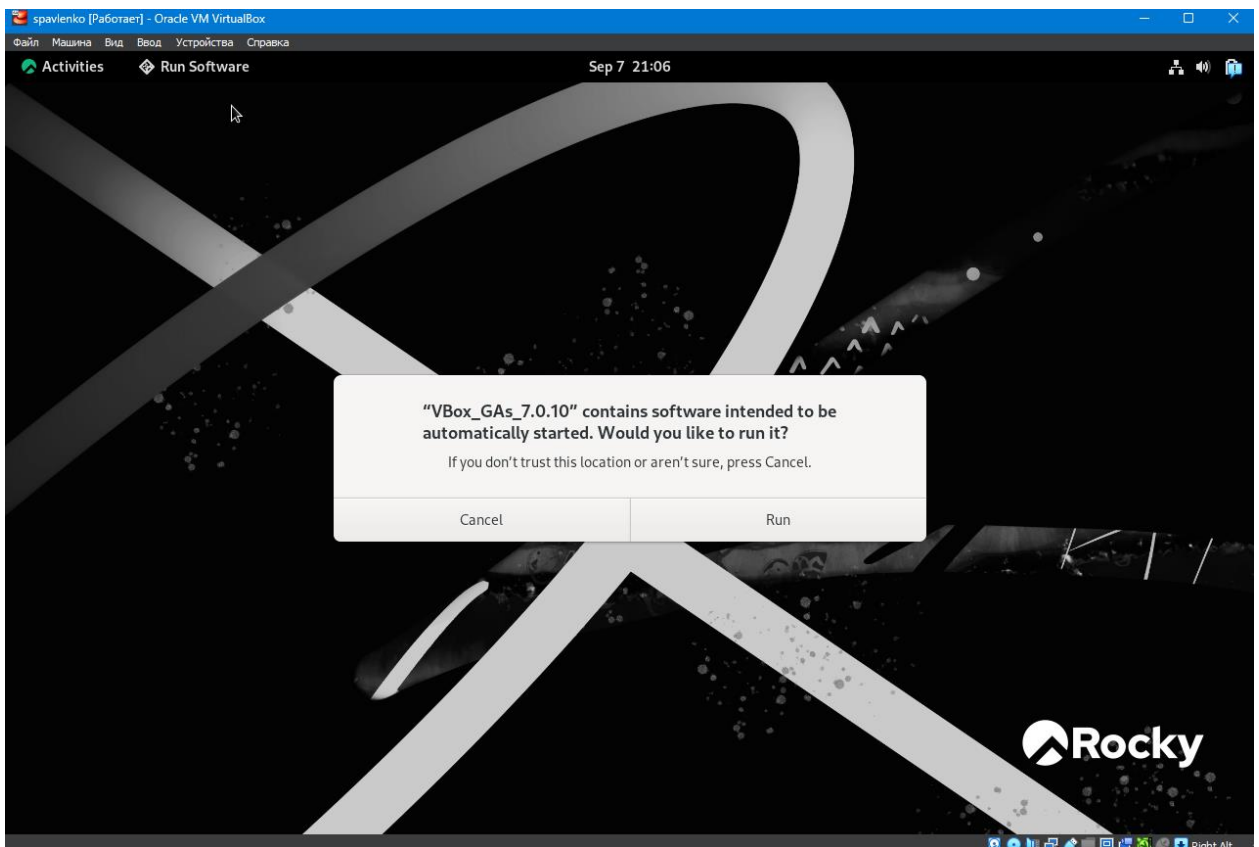 spavlenko [Работает] - Oracle VM VirtualBox
Файл Машина Вид Ввод Устройства Справка
Activities Run Software Sep 7 21:06
“VBox_GAs_7.0.10” contains software intended to be
automatically started. Would you like to run it?
If you don’t trust this location or aren’t sure, press Cancel.
Cancel Run
Rocky
Right Alt